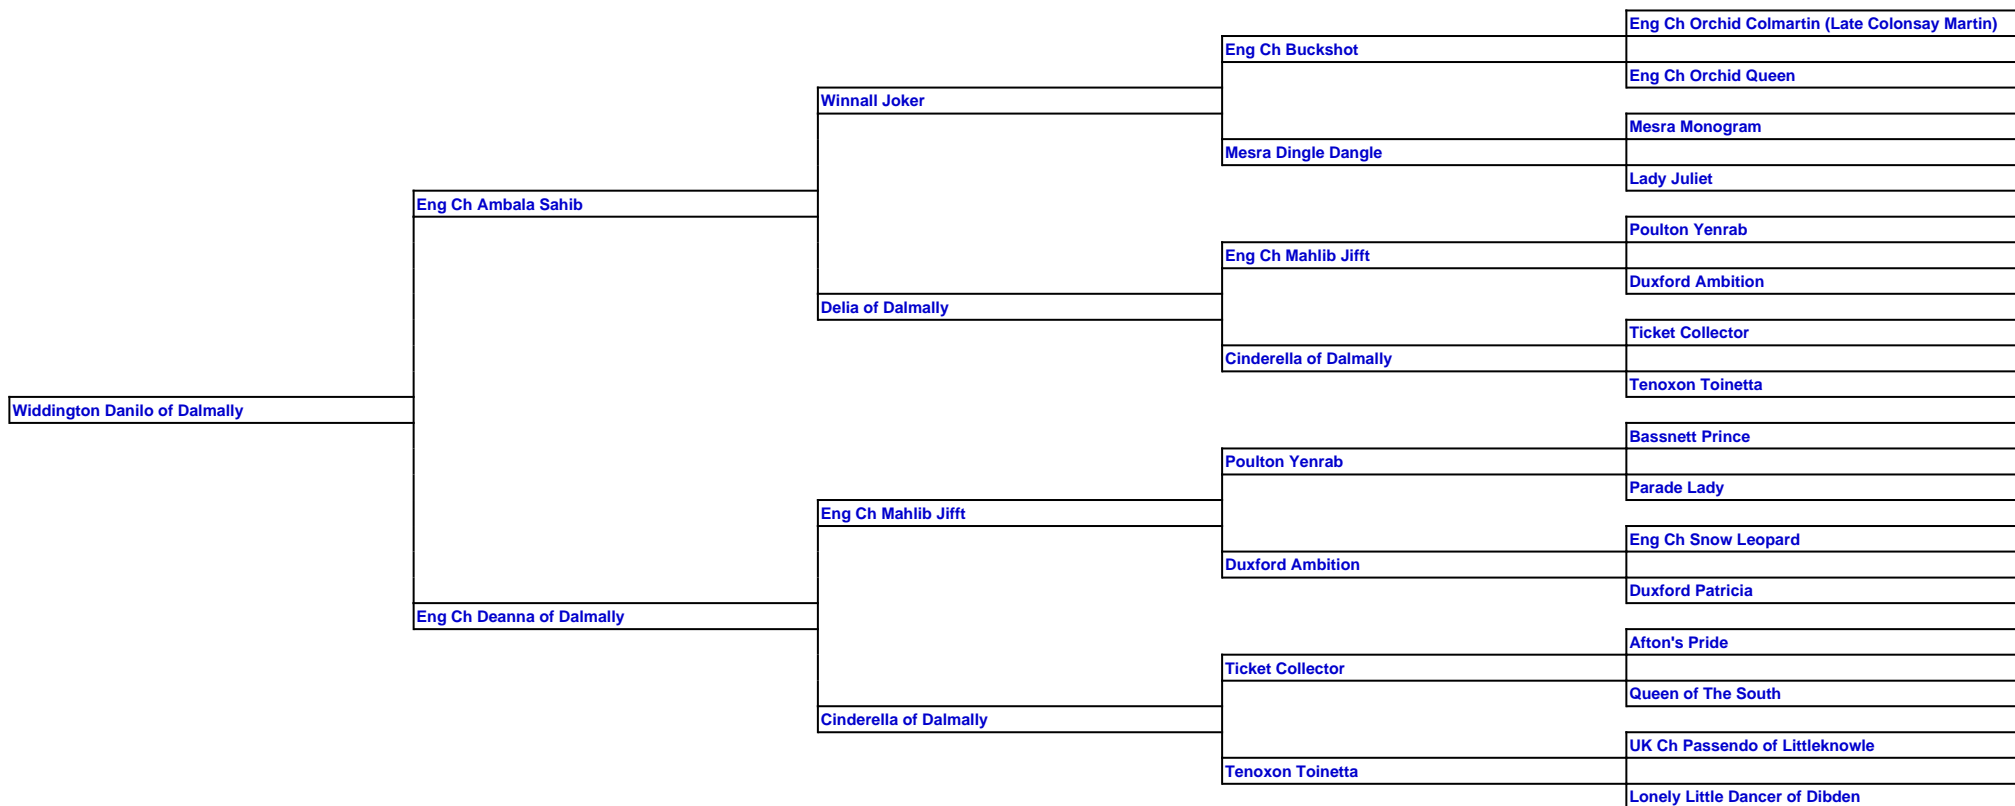 Eng Ch Orchid Colmartin (Late Colonsay Martin)
Eng Ch Buckshot
Eng Ch Orchid Queen
Winnall Joker
Mesra Monogram
Mesra Dingle Dangle
Lady Juliet
Eng Ch Ambala Sahib
Poulton Yenrab
Eng Ch Mahlib Jifft
Duxford Ambition
Delia of Dalmally
Ticket Collector
Cinderella of Dalmally
Tenoxon Toinetta
Widdington Danilo of Dalmally
Bassnett Prince
Poulton Yenrab
Parade Lady
Eng Ch Mahlib Jifft
Eng Ch Snow Leopard
Duxford Ambition
Duxford Patricia
Eng Ch Deanna of Dalmally
Afton's Pride
Ticket Collector
Queen of The South
Cinderella of Dalmally
UK Ch Passendo of Littleknowle
Tenoxon Toinetta
Lonely Little Dancer of Dibden